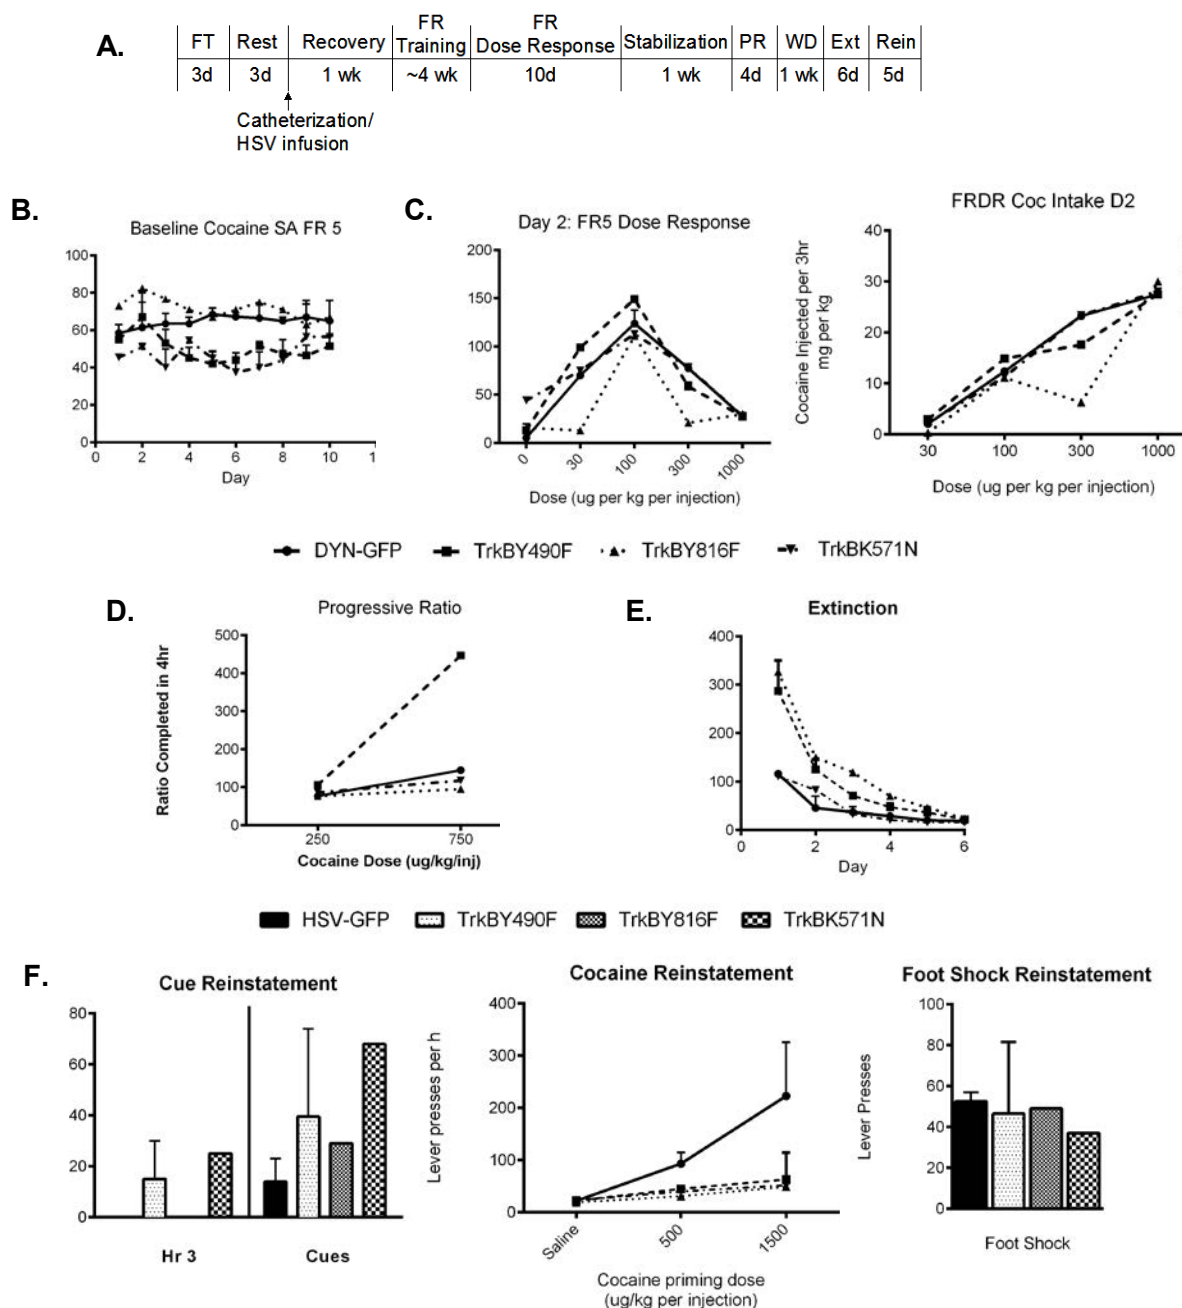 A.
FT Rest Recovery FR Training FR Dose Response Stabilization PR WD Ext Rein
3d 3d 1 wk ~4 wk 10d 1 wk 4d 1 wk 6d 5d
Catheterization/
HSV infusion
B.
Baseline Cocaine SA FR 5
100
80
60
40
20
0
0 2 4 6 8 10 1
Day
C.
Day 2: FR5 Dose Response
200
150
100
50
0
0 30 100 300 1000
Dose (ug per kg per injection)
FRDR Coc Intake D2
Cocaine Injected per 3hr
mg per kg
40
30
20
10
0
30 100 300 1000
Dose (ug per kg per injection)
DYN-GFP TrkBY490F TrkBY816F TrkBK571N
D.
Progressive Ratio
Ratio Completed in 4hr
500
400
300
200
100
0
250 750
Cocaine Dose (ug/kg/inj)
E.
Extinction
400
300
200
100
0
0 2 4 6
Day
HSV-GFP TrkBY490F TrkBY816F TrkBK571N
F.
Cue Reinstatement
80
60
40
20
0
Hr 3 Cues
Cocaine Reinstatement
Lever presses per h
400
300
200
100
0
Saline 500 1500
Cocaine priming dose
(ug/kg per injection)
Foot Shock Reinstatement
Lever Presses
100
80
60
40
20
0
Foot Shock